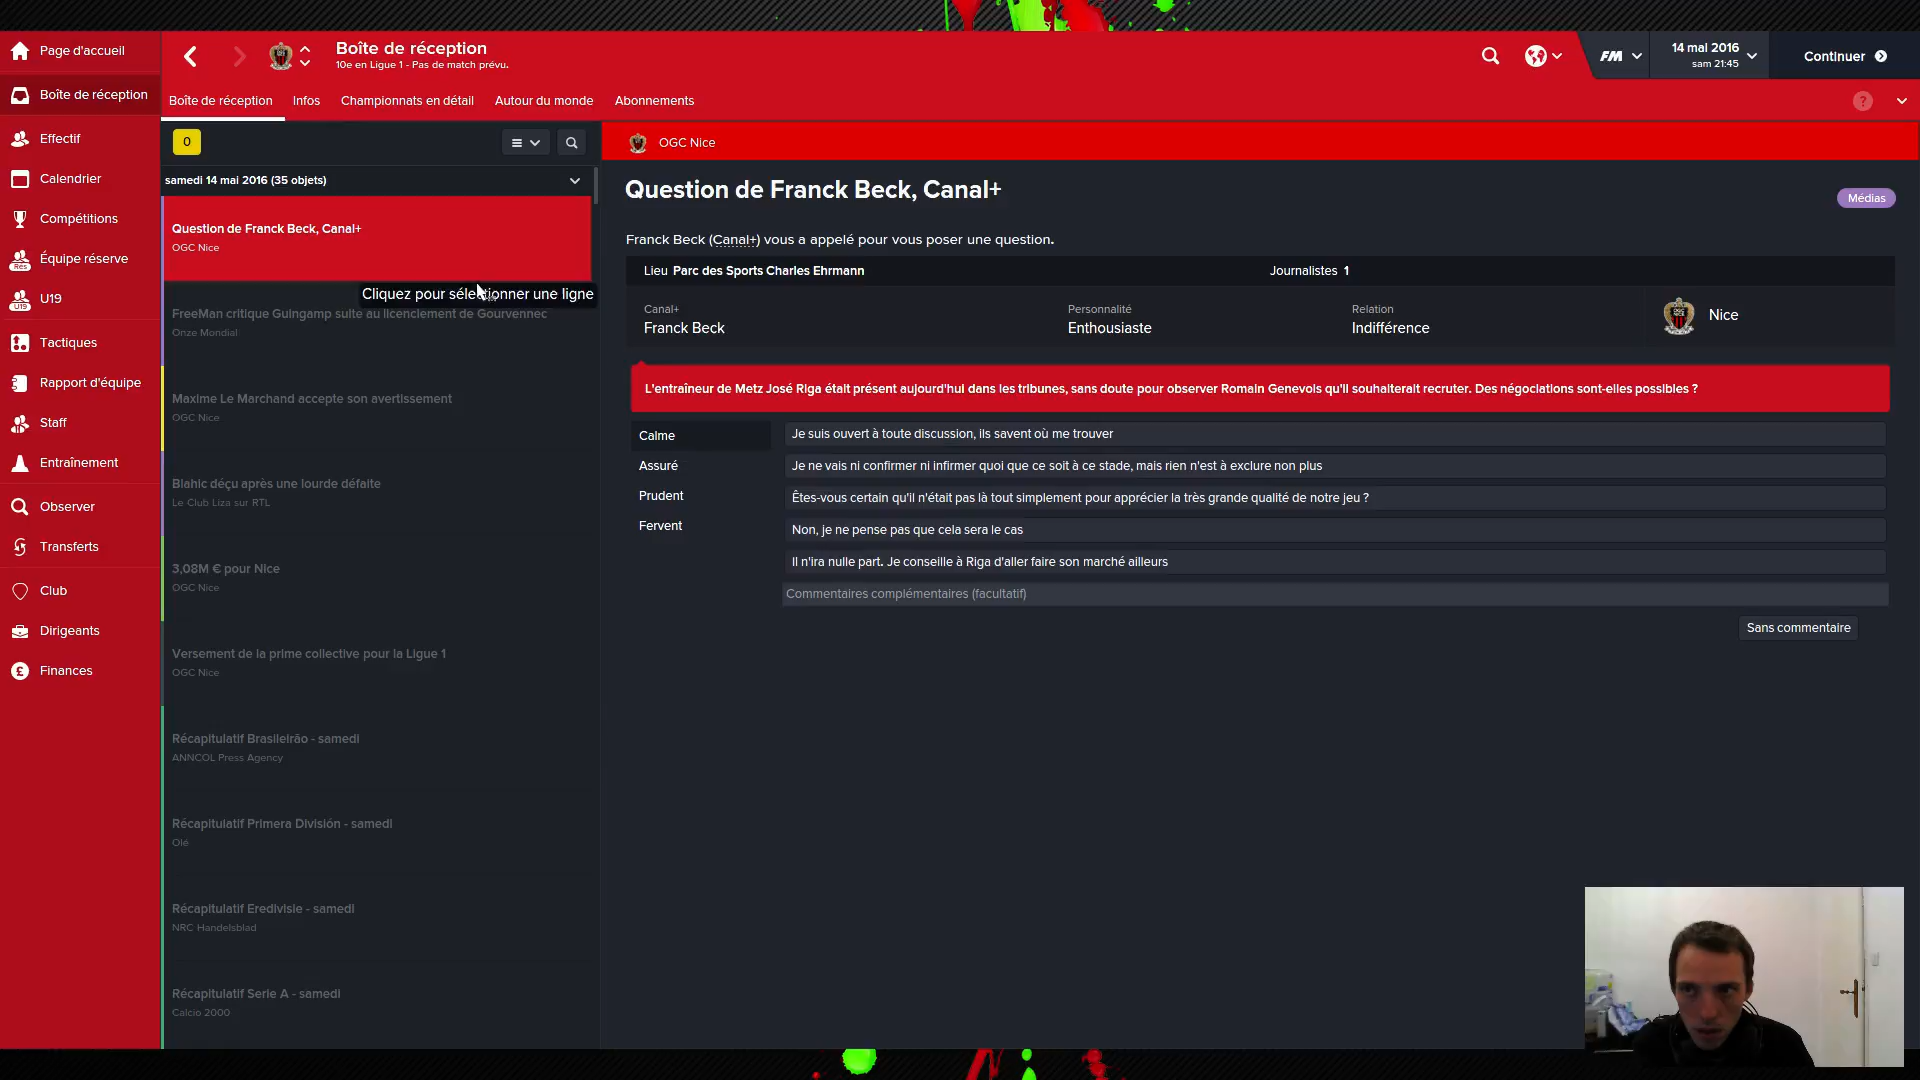 Page d'accueil
Boîte de réception
Effectif
Calendrier
Compétitions
Rés
Équipe réserve
U19
U19
Tactiques
Rapport d'équipe
Staff
Entraînement
Observer
Transferts
Club
Dirigeants
£
Finances
Boîte de réception
10e en Ligue 1 - Pas de match prévu.
FM
14 mai 2016
sam 21:45
Continuer
Boîte de réception
Infos
Championnats en détail
Autour du monde
Abonnements
?
0
samedi 14 mai 2016 (35 objets)
Question de Franck Beck, Canal+
OGC Nice
Cliquez pour sélectionner une ligne
FreeMan critique Guingamp suite au licenciement de Gourvennec
Onze Mondial
Maxime Le Marchand accepte son avertissement
OGC Nice
Blahic déçu après une lourde défaite
Le Club Liza sur RTL
3,08M € pour Nice
OGC Nice
Versement de la prime collective pour la Ligue 1
OGC Nice
Récapitulatif Brasileirão - samedi
ANNCOL Press Agency
Récapitulatif Primera División - samedi
Olé
Récapitulatif Eredivisie - samedi
NRC Handelsblad
Récapitulatif Serie A - samedi
Calcio 2000
OGC Nice
Question de Franck Beck, Canal+
Médias
Franck Beck (Canal+) vous a appelé pour vous poser une question.
Lieu Parc des Sports Charles Ehrmann
Journalistes 1
Canal+
Franck Beck
Personnalité
Enthousiaste
Relation
Indifférence
Nice
L'entraîneur de Metz José Riga était présent aujourd'hui dans les tribunes, sans doute pour observer Romain Genevois qu'il souhaiterait recruter. Des négociations sont-elles possibles ?
Calme
Assuré
Prudent
Fervent
Je suis ouvert à toute discussion, ils savent où me trouver
Je ne vais ni confirmer ni infirmer quoi que ce soit à ce stade, mais rien n'est à exclure non plus
Êtes-vous certain qu'il n'était pas là tout simplement pour apprécier la très grande qualité de notre jeu ?
Non, je ne pense pas que cela sera le cas
Il n'ira nulle part. Je conseille à Riga d'aller faire son marché ailleurs
Commentaires complémentaires (facultatif)
Sans commentaire